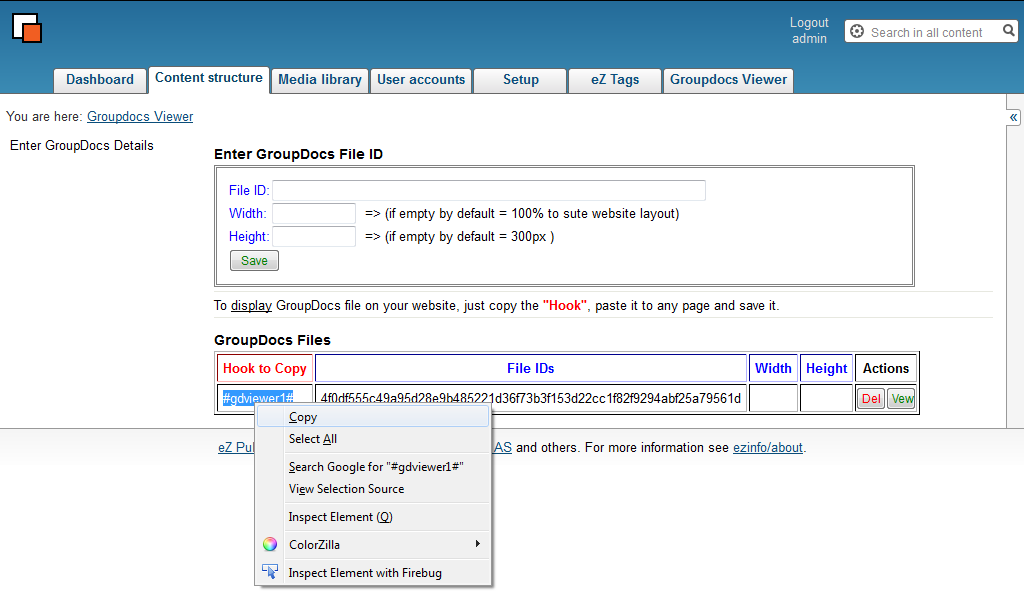 Logout
admin
Search in all content
Dashboard
Content structure
Media library
User accounts
Setup
eZ Tags
Groupdocs Viewer
You are here: Groupdocs Viewer
«
Enter GroupDocs Details
Enter GroupDocs File ID
File ID:
Width: => (if empty by default = 100% to sute website layout)
Height: => (if empty by default = 300px )
Save
To display GroupDocs file on your website, just copy the "Hook", paste it to any page and save it.
GroupDocs Files
Hook to Copy File IDs Width Height Actions
#gdviewer1# 4f0df555c49a95d28e9b485221d36f73b3f153d22cc1f82f9294abf25a79561d Del Vew
eZ Pu AS and others. For more information see ezinfo/about.
Copy
Select All
Search Google for "#gdviewer1#"
View Selection Source
Inspect Element (Q)
ColorZilla
Inspect Element with Firebug